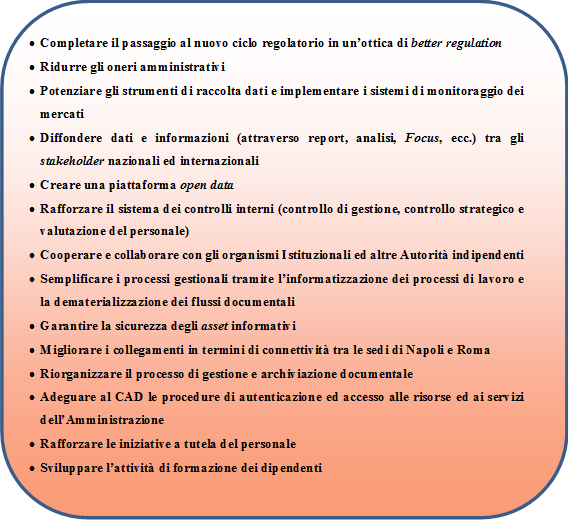 • Completare il passaggio al nuovo ciclo regolatorio in un'ottica di better regulation
• Ridurre gli oneri amministrativi
• Potenziare gli strumenti di raccolta dati e implementare i sistemi di monitoraggio dei
mercati
• Diffondere dati e informazioni (attraverso report, analisi, Focus, ecc.) tra gli
stakeholder nazionali ed internazionali
• Creare una piattaforma open data
• Rafforzare il sistema dei controlli interni (controllo di gestione, controllo strategico e
valutazione del personale)
• Cooperare e collaborare con gli organismi Istituzionali ed altre Autorità indipendenti
• Semplificare i processi gestionali tramite l'informatizzazione dei processi di lavoro e
la dematerializzazione dei flussi documentali
• Garantire la sicurezza degli asset informativi
• Migliorare i collegamenti in termini di connettività tra le sedi di Napoli e Roma
• Riorganizzare il processo di gestione e archiviazione documentale
• Adeguare al CAD le procedure di autenticazione ed accesso alle risorse ed ai servizi
dell'Amministrazione
• Rafforzare le iniziative a tutela del personale
• Sviluppare l'attività di formazione dei dipendenti